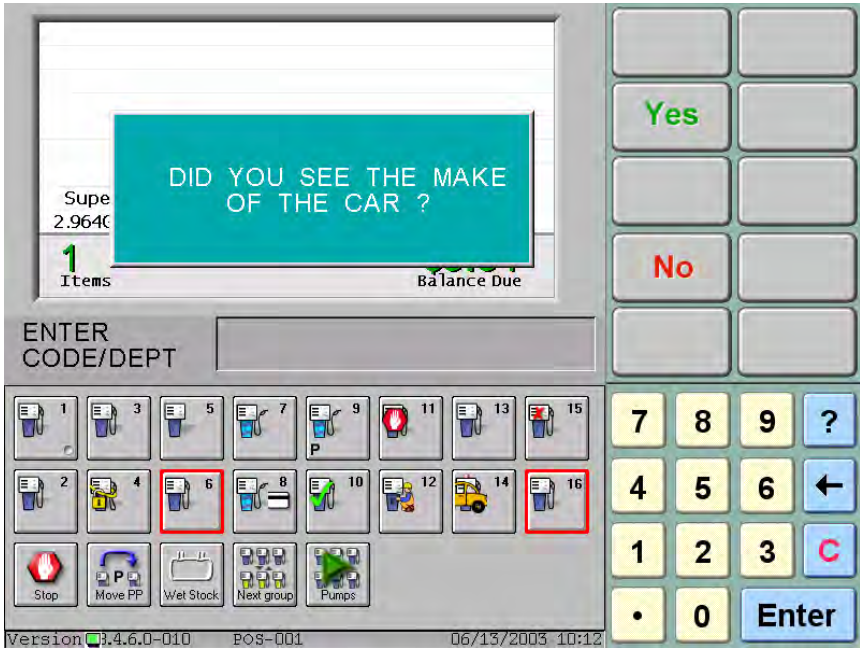 DID YOU SEE THE MAKE
OF THE CAR ?
Supe
2.964
1
Items
Balance Due
ENTER
CODE/DEPT
Yes
No
1 3 5 7 9 P 11 13 15
2 4 6 8 10 12 14 16
Stop
P
Move PP
Wet Stock
Next group
Pumps
7 8 9 ?
4 5 6 ←
1 2 3 C
. 0 Enter
Version 3.4.6.0-010 POS-001 06/13/2003 10:12